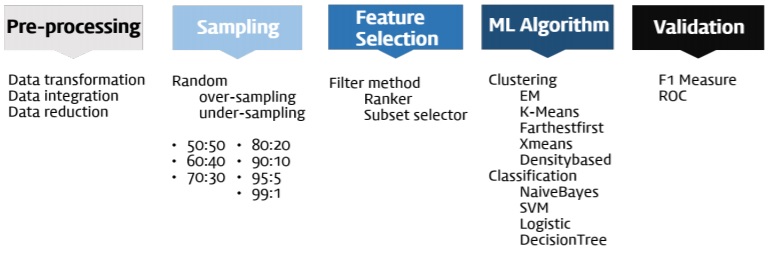 Pre-processing
Data transformation
Data integration
Data reduction
Sampling
Random
over-sampling
under-sampling
• 50:50 • 80:20
• 60:40 • 90:10
• 70:30 • 95:5
• 99:1
Feature
Selection
Filter method
Ranker
Subset selector
ML Algorithm
Clustering
EM
K-Means
Farthestfirst
Xmeans
Densitybased
Classification
NaiveBayes
SVM
Logistic
DecisionTree
Validation
F1 Measure
ROC